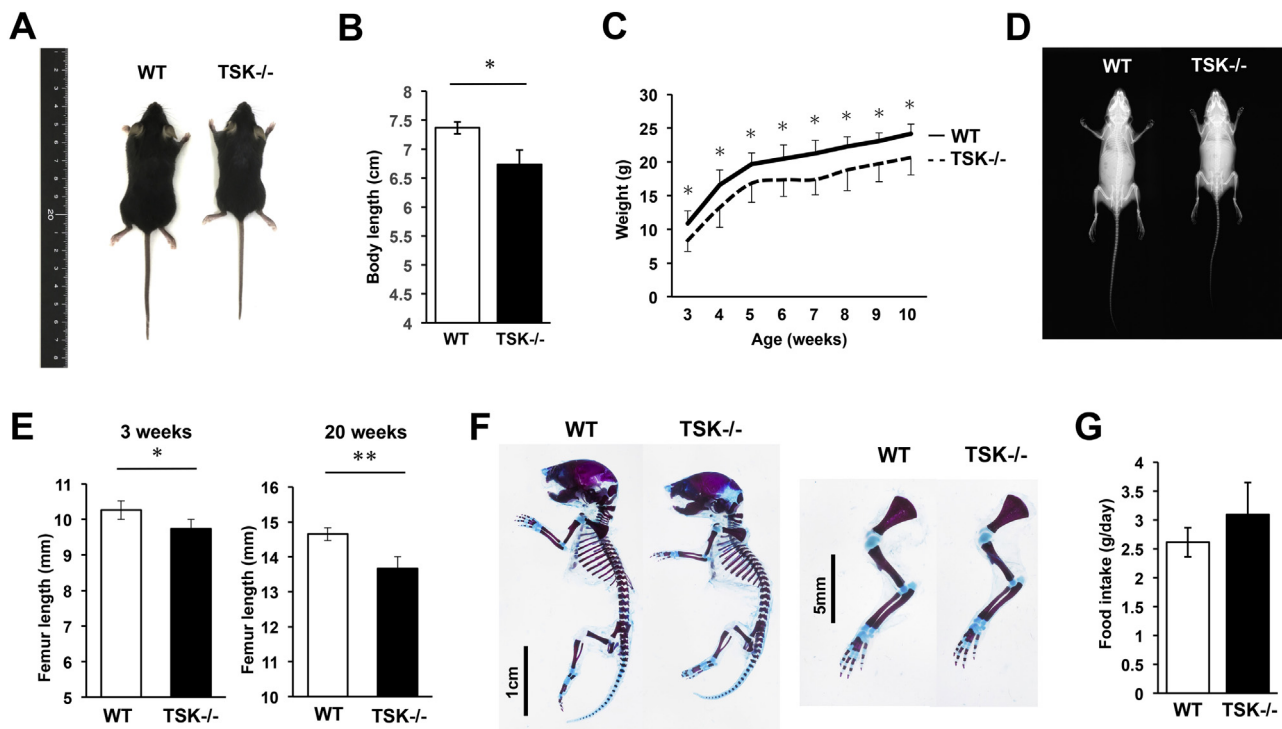 A
WT TSK-/-
20
B
*
Body length (cm)
8
7.5
7
6.5
6
5.5
5
4.5
4
WT TSK-/-
C
Weight (g)
30
25
20
15
10
5
0
* * * * * * * *
WT
TSK-/-
3 4 5 6 7 8 9 10
Age (weeks)
D
WT TSK-/-
E
3 weeks
*
Femur length (mm)
11
10
9
8
7
6
5
WT TSK-/-
20 weeks
**
Femur length (mm)
16
15
14
13
12
11
10
WT TSK-/-
F
WT TSK-/-
1cm
WT TSK-/-
5mm
G
Food intake (g/day)
4
3.5
3
2.5
2
1.5
1
0.5
0
WT TSK-/-